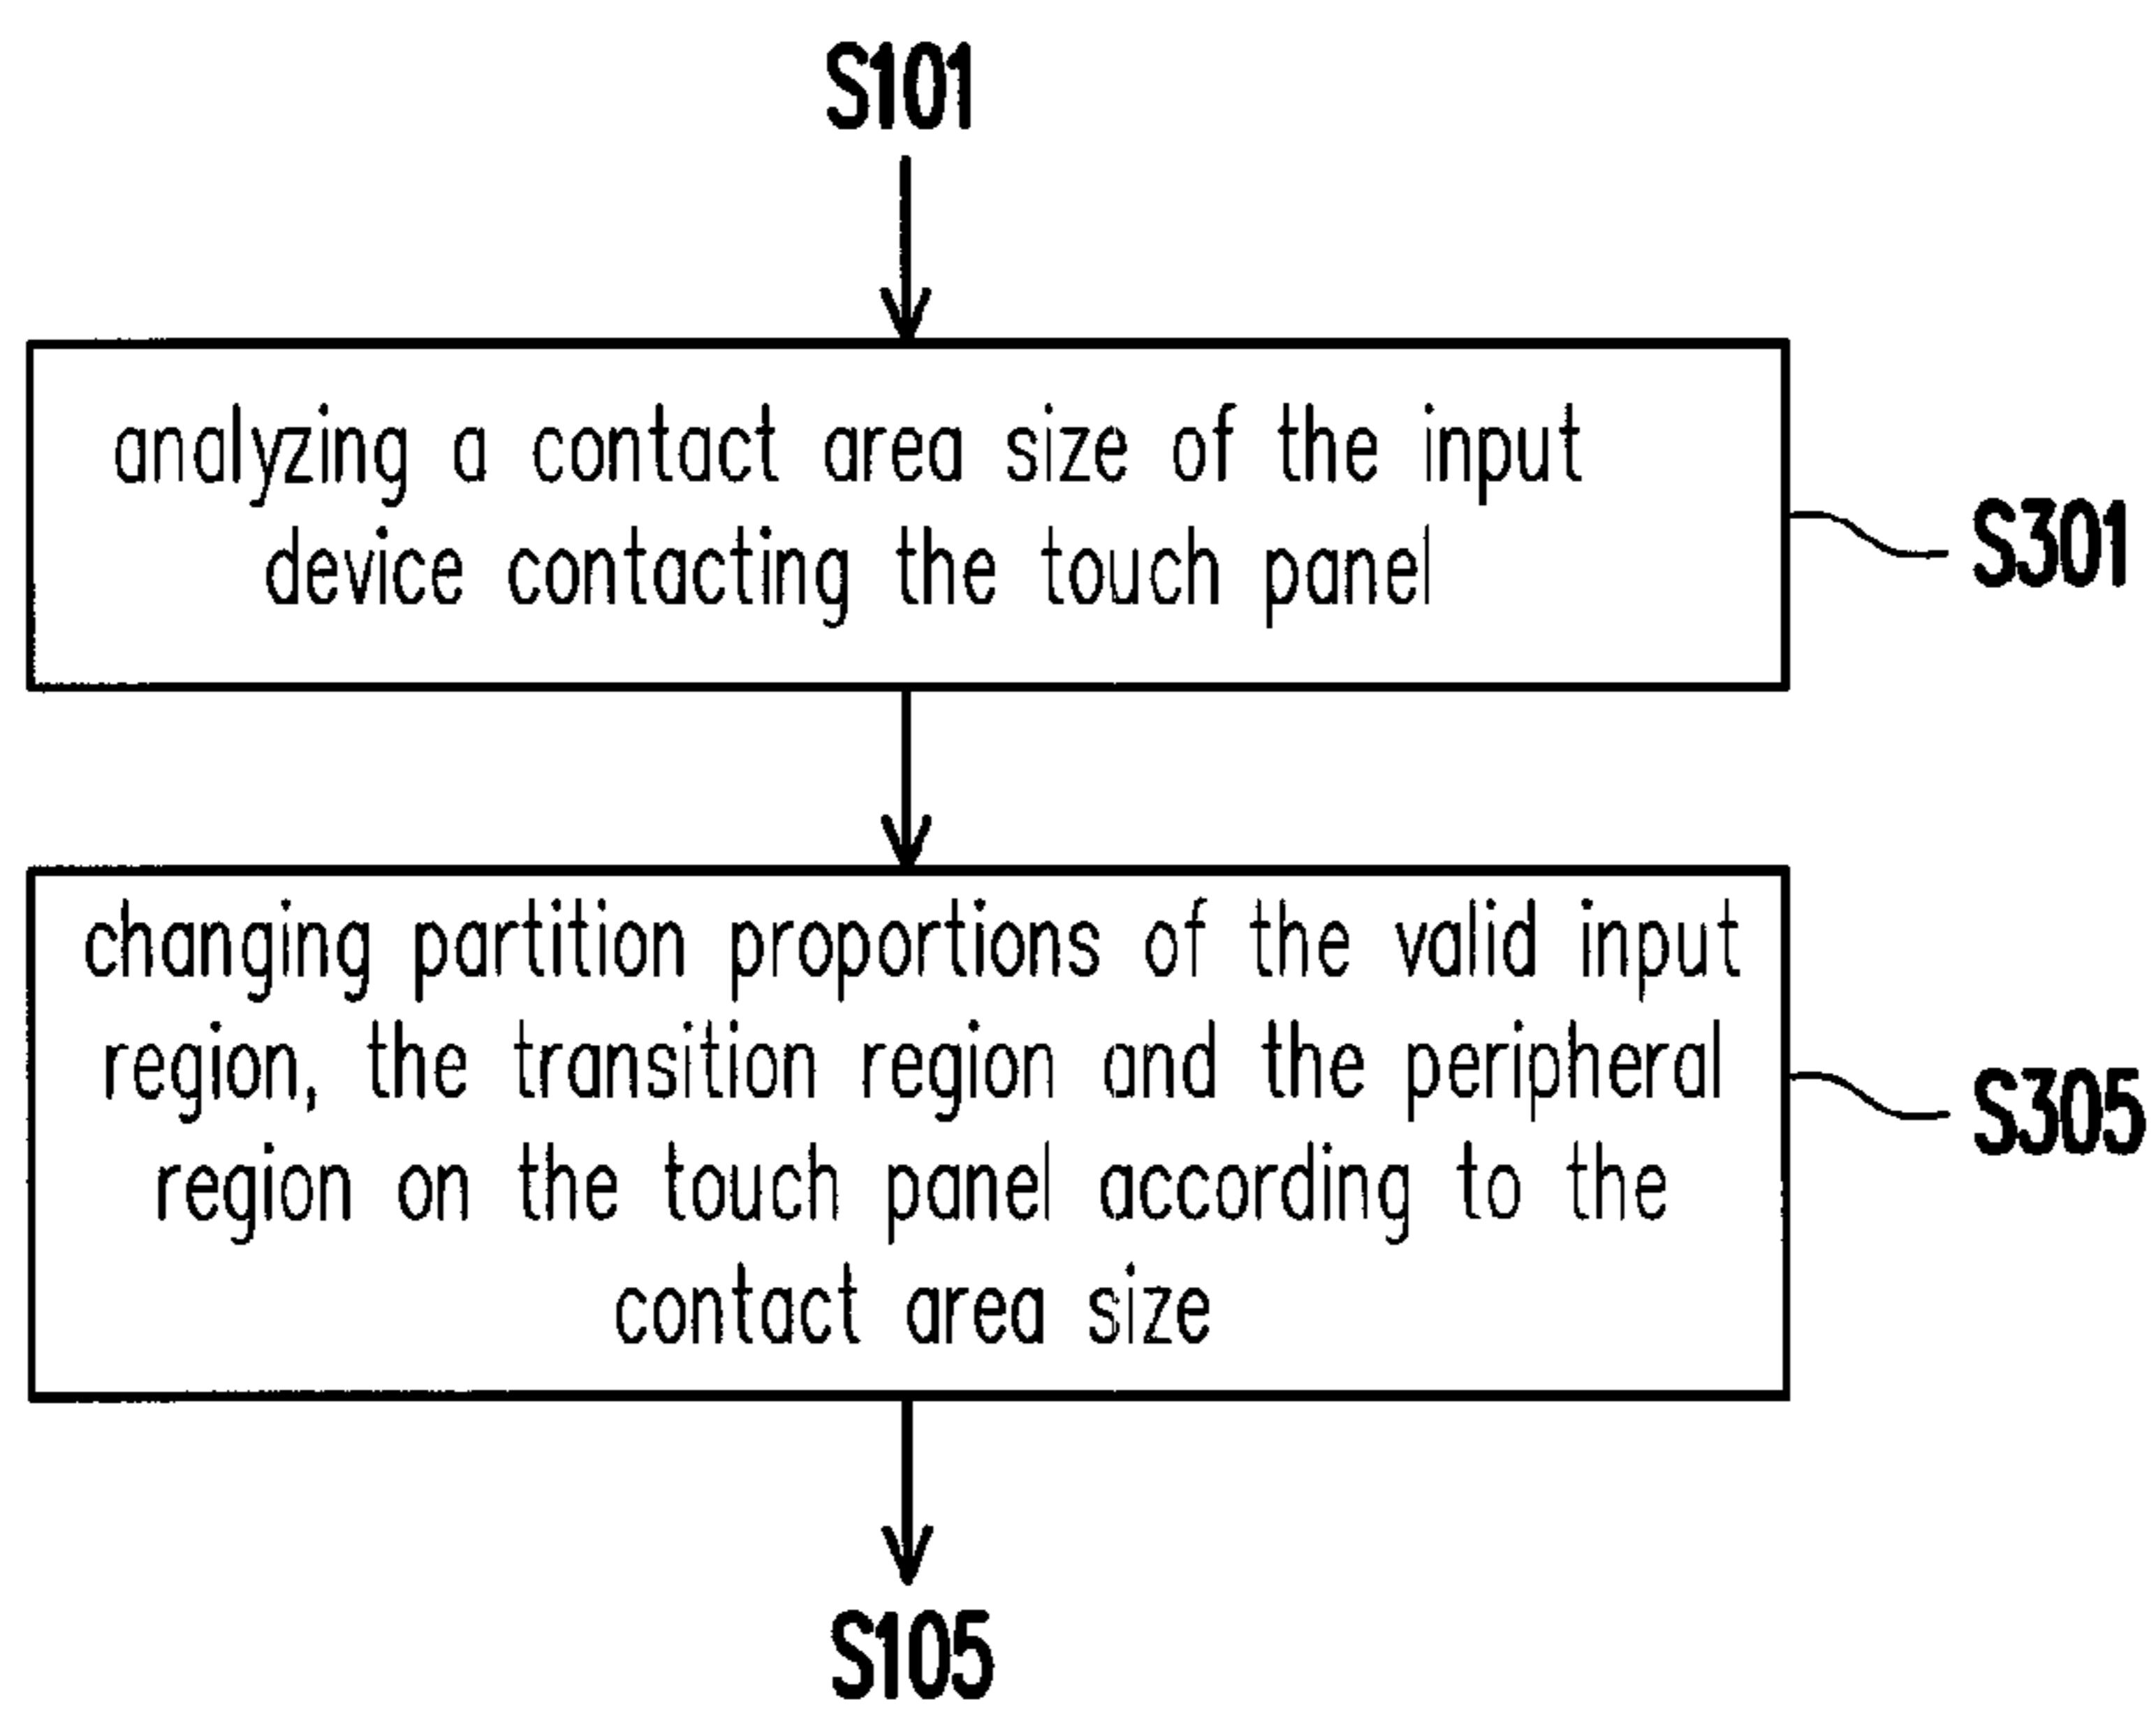 S101
analyzing a contact area size of the input
device contacting the touch panel
S301
changing partition proportions of the valid input
region, the transition region and the peripheral
region on the touch panel according to the
contact area size
S305
S105